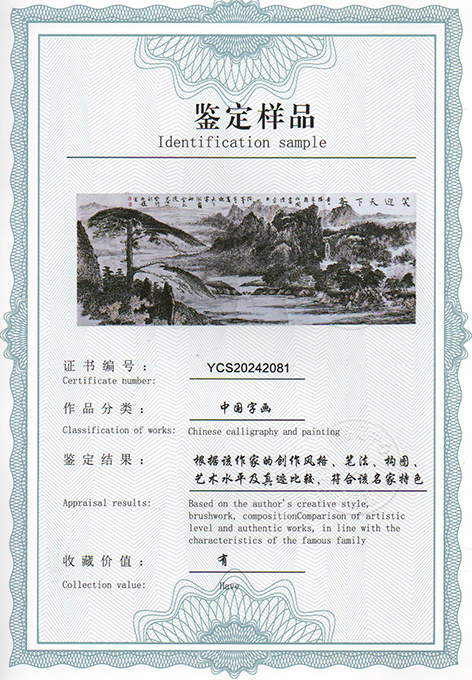 鉴定样品
Identification sample
笑迎天下客
证书编号：
YCS20242081
Certificate number:
作品分类：
中国字画
Classification of works:
Chinese calligraphy and painting
鉴定结果：
根据该作家的创作风格、笔法、构图、
艺术水平及真迹比较，符合该名家特色
Appraisal results:
Based on the author's creative style,
brushwork, compositionComparison of artistic
level and authentic works, in line with the
characteristics of the famous family
收藏价值：
有
Collection value:
Have